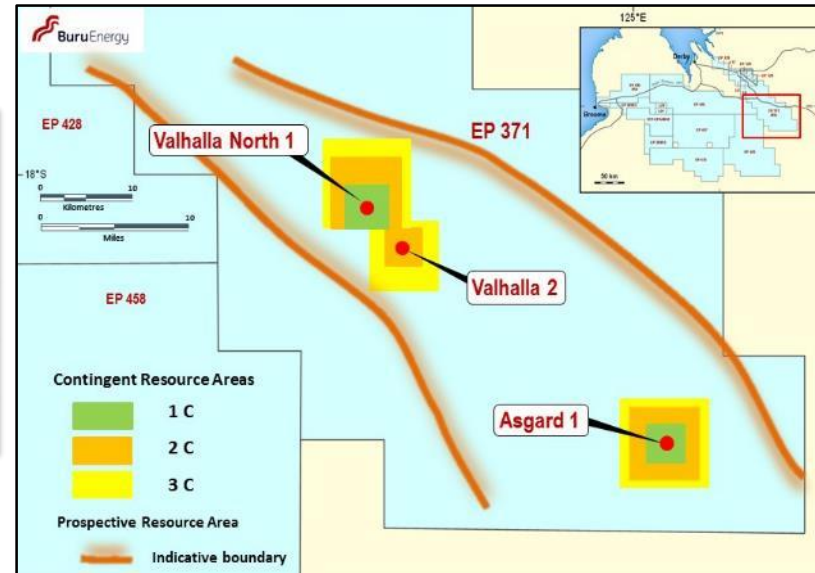 BuruEnergy
125°E
Derby
Broome
50 km
EP 428
Valhalla North 1
EP 371
18°S
0 10
Kilometres
0 10
Miles
Valhalla 2
EP 458
Contingent Resource Areas
1 C
2 C
3 C
Asgard 1
Prospective Resource Area
Indicative boundary